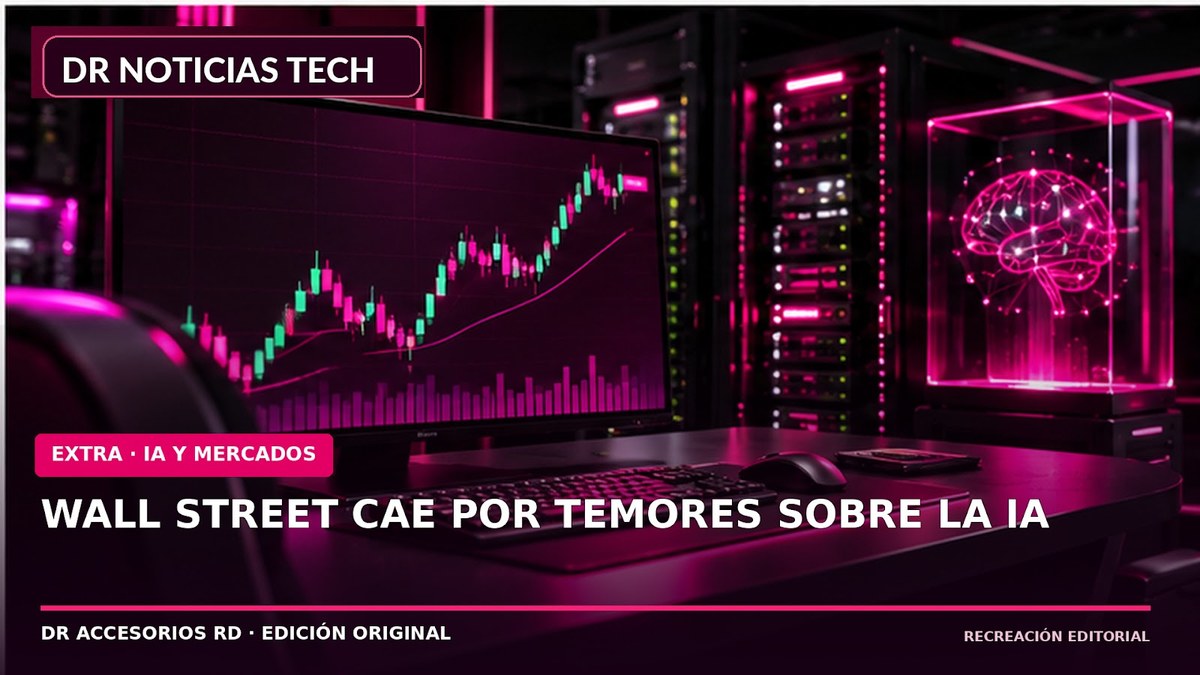 DR NOTICIAS TECH
EXTRA · IA Y MERCADOS
WALL STREET CAE POR TEMORES SOBRE LA IA
DR ACCESORIOS RD · EDICIÓN ORIGINAL
RECREACIÓN EDITORIAL